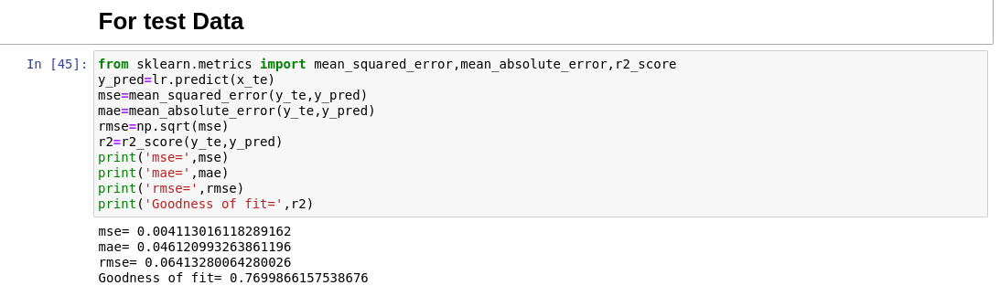 For test Data
In [45]:
from sklearn.metrics import mean_squared_error,mean_absolute_error,r2_score
y_pred=lr.predict(x_te)
mse=mean_squared_error(y_te,y_pred)
mae=mean_absolute_error(y_te,y_pred)
rmse=np.sqrt(mse)
r2=r2_score(y_te,y_pred)
print('mse=',mse)
print('mae=',mae)
print('rmse=',rmse)
print('Goodness of fit=',r2)
mse= 0.004113016118289162
mae= 0.046120993263861196
rmse= 0.06413280064280026
Goodness of fit= 0.7699866157538676